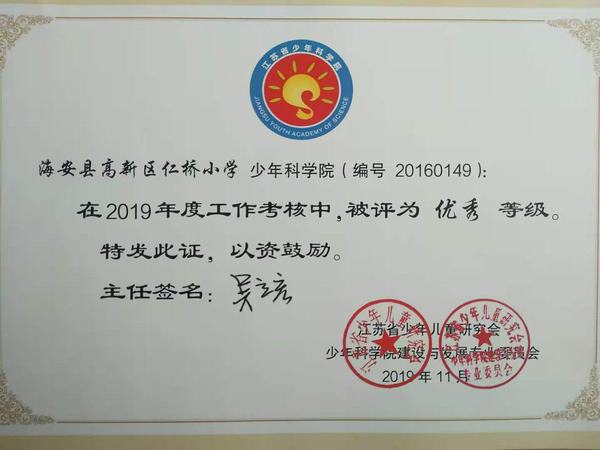 江苏省少年科学院
JIANGSU YOUTH ACADEMY OF SCIENCE
海安县高新区仁桥小学 少年科学院(编号 20160149):
在2019年度工作考核中,被评为 优秀 等级。
特发此证,以资鼓励。
主任签名:
江苏省少年儿童研究会
少年科学院建设与发展专业委员会
2019年11月